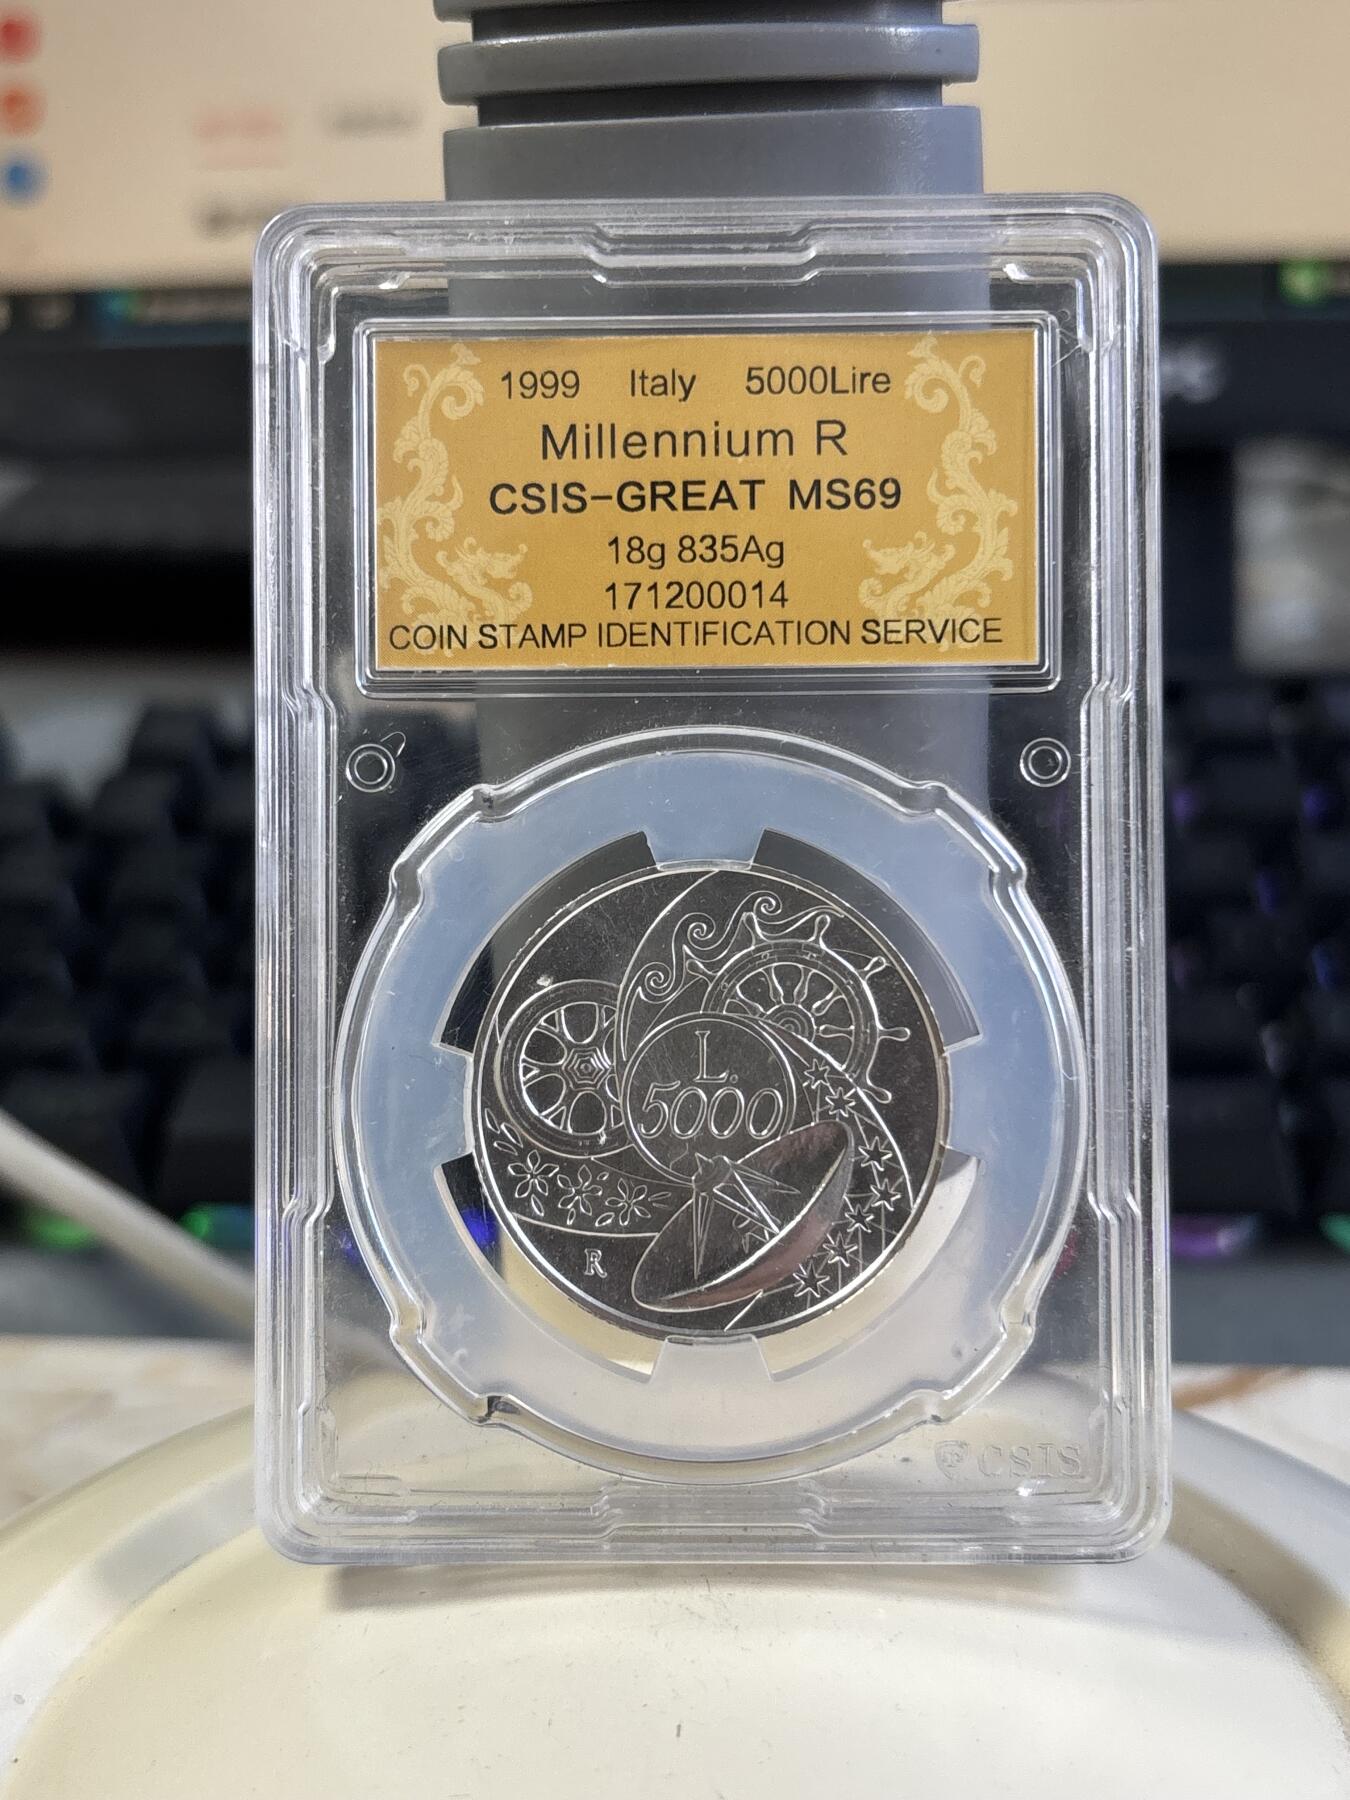 1999 Italy 5000Lire
Millennium R
CSIS-GREAT MS69
18g 835Ag
171200014
COIN STAMP IDENTIFICATION SERVICE
L.
5000
R
CSIS